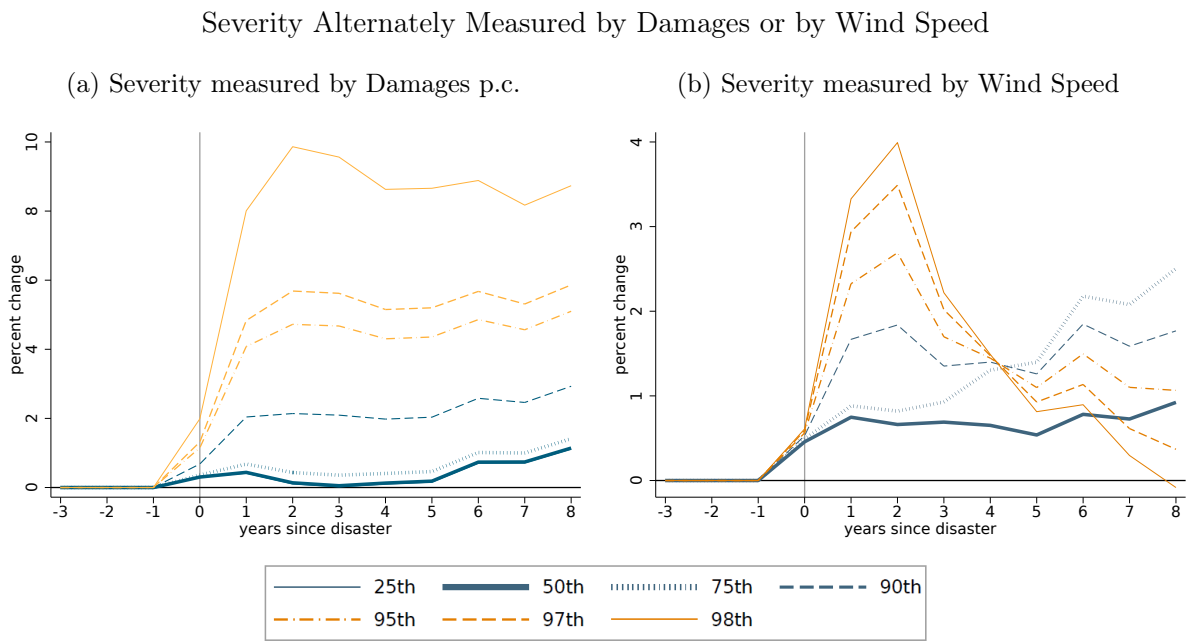 Severity Alternately Measured by Damages or by Wind Speed
(a) Severity measured by Damages p.c.
(b) Severity measured by Wind Speed
percent change
10
8
6
4
2
0
-3 -2 -1 0 1 2 3 4 5 6 7 8
years since disaster
percent change
4
3
2
1
0
-3 -2 -1 0 1 2 3 4 5 6 7 8
years since disaster
25th 50th 75th 90th
95th 97th 98th